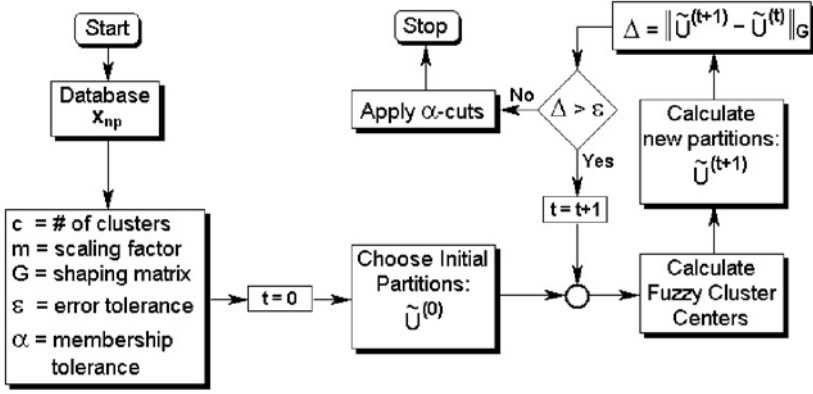 Start
Database
X_np
c = # of clusters
m = scaling factor
G = shaping matrix
ε = error tolerance
α = membership
tolerance
t = 0
Choose Initial
Partitions:
Ũ^(0)
Calculate
Fuzzy Cluster
Centers
Calculate
new partitions:
Ũ^(t+1)
Δ = ‖Ũ^(t+1) − Ũ^(t)‖_G
Δ > ε
Yes
t = t+1
No
Apply α-cuts
Stop